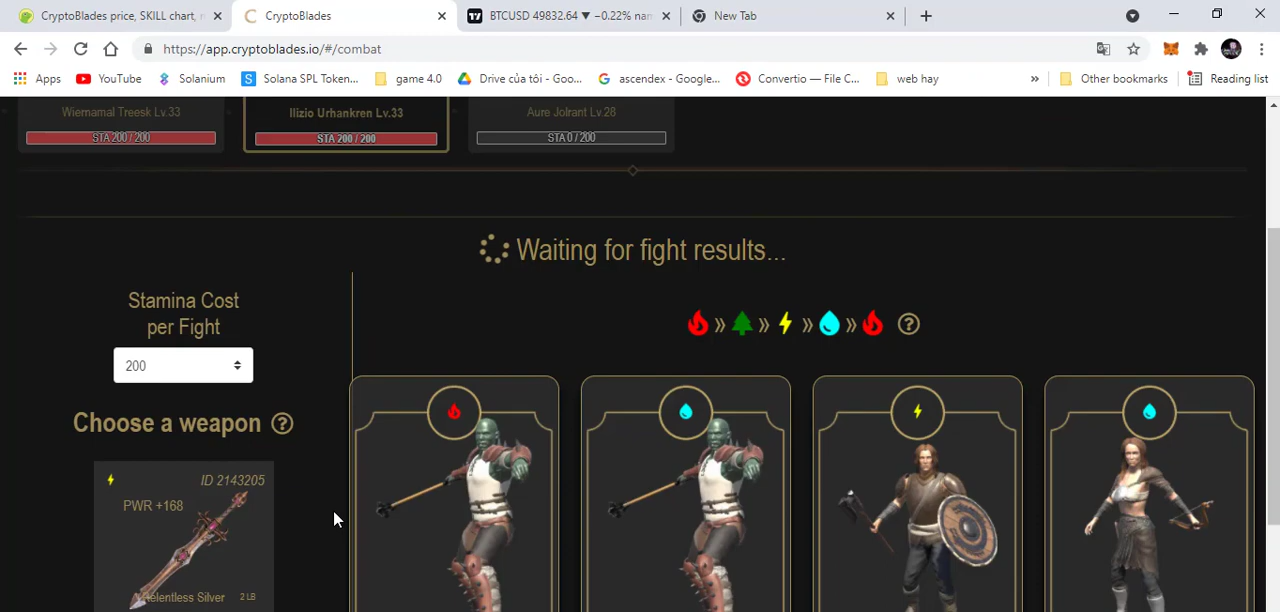 CryptoBlades price, SKILL chart, n
CryptoBlades
BTCUSD 49832.64 ▼ −0.22% nam
New Tab
https://app.cryptoblades.io/#/combat
Apps
YouTube
Solanium
Solana SPL Token...
game 4.0
Drive của tôi - Goo...
ascendex - Google...
Convertio — File C...
web hay
»
Other bookmarks
Reading list
Wiemamal Treesk Lv.33
Ilizio Urhankren Lv.33
Aure Jolrant Lv.28
STA 200 / 200
STA 200 / 200
STA 0 / 200
Waiting for fight results...
Stamina Cost
per Fight
» » » » ?
200
Choose a weapon ?
ID 2143205
PWR +168
Relentless Silver
2 LB